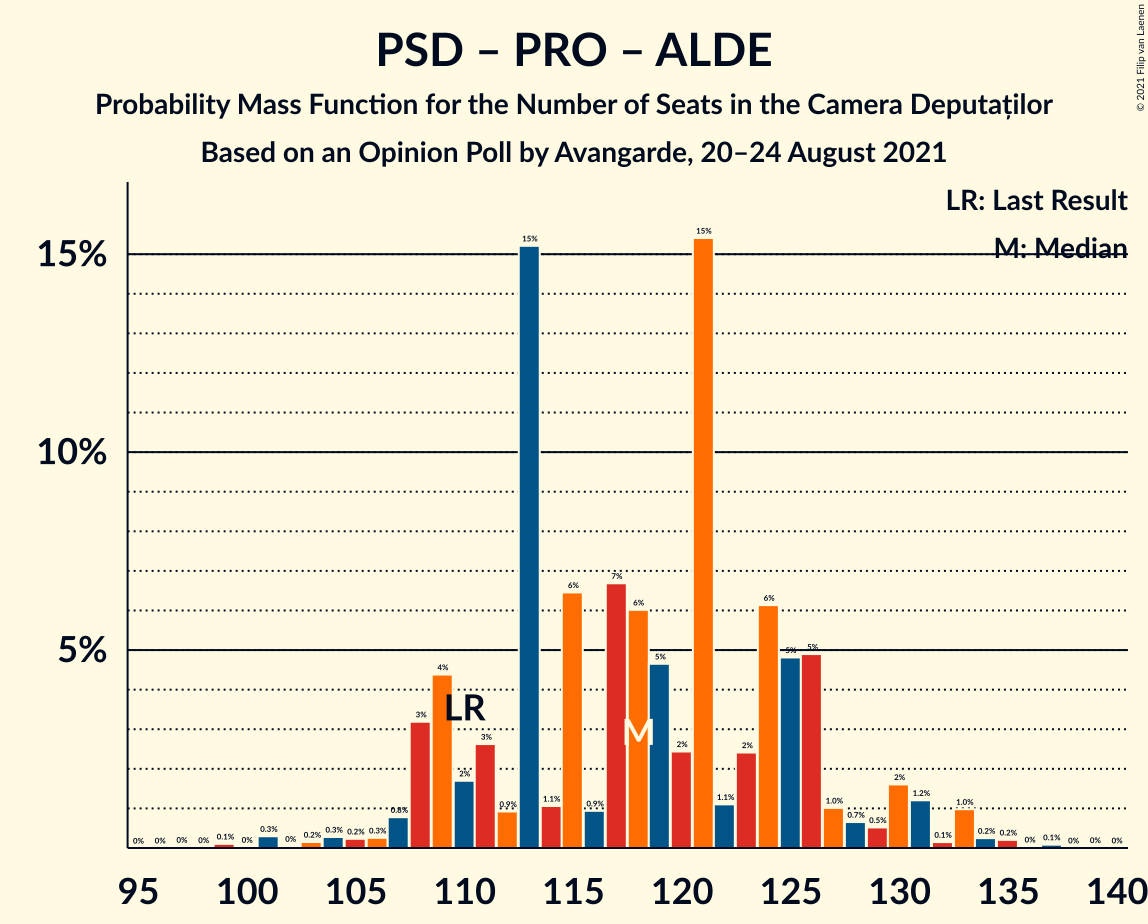 PSD – PRO – ALDE
Probability Mass Function for the Number of Seats in the Camera Deputaților
Based on an Opinion Poll by Avangarde, 20–24 August 2021
© 2021 Filip van Laenen
LR: Last Result
M: Median
15%
10%
5%
0% 0% 0% 0% 0.1% 0% 0.3% 0% 0.2% 0.3% 0.2% 0.3% 0.8% 3% 4% 2% 3% 0.9% 15% 1.1% 6% 0.9% 7% 6% 5% 2% 15% 1.1% 2% 6% 5% 5% 1.0% 0.7% 0.5% 2% 1.2% 0.1% 1.0% 0.2% 0.2% 0% 0.1% 0% 0% 0%
LR
M
95 100 105 110 115 120 125 130 135 140